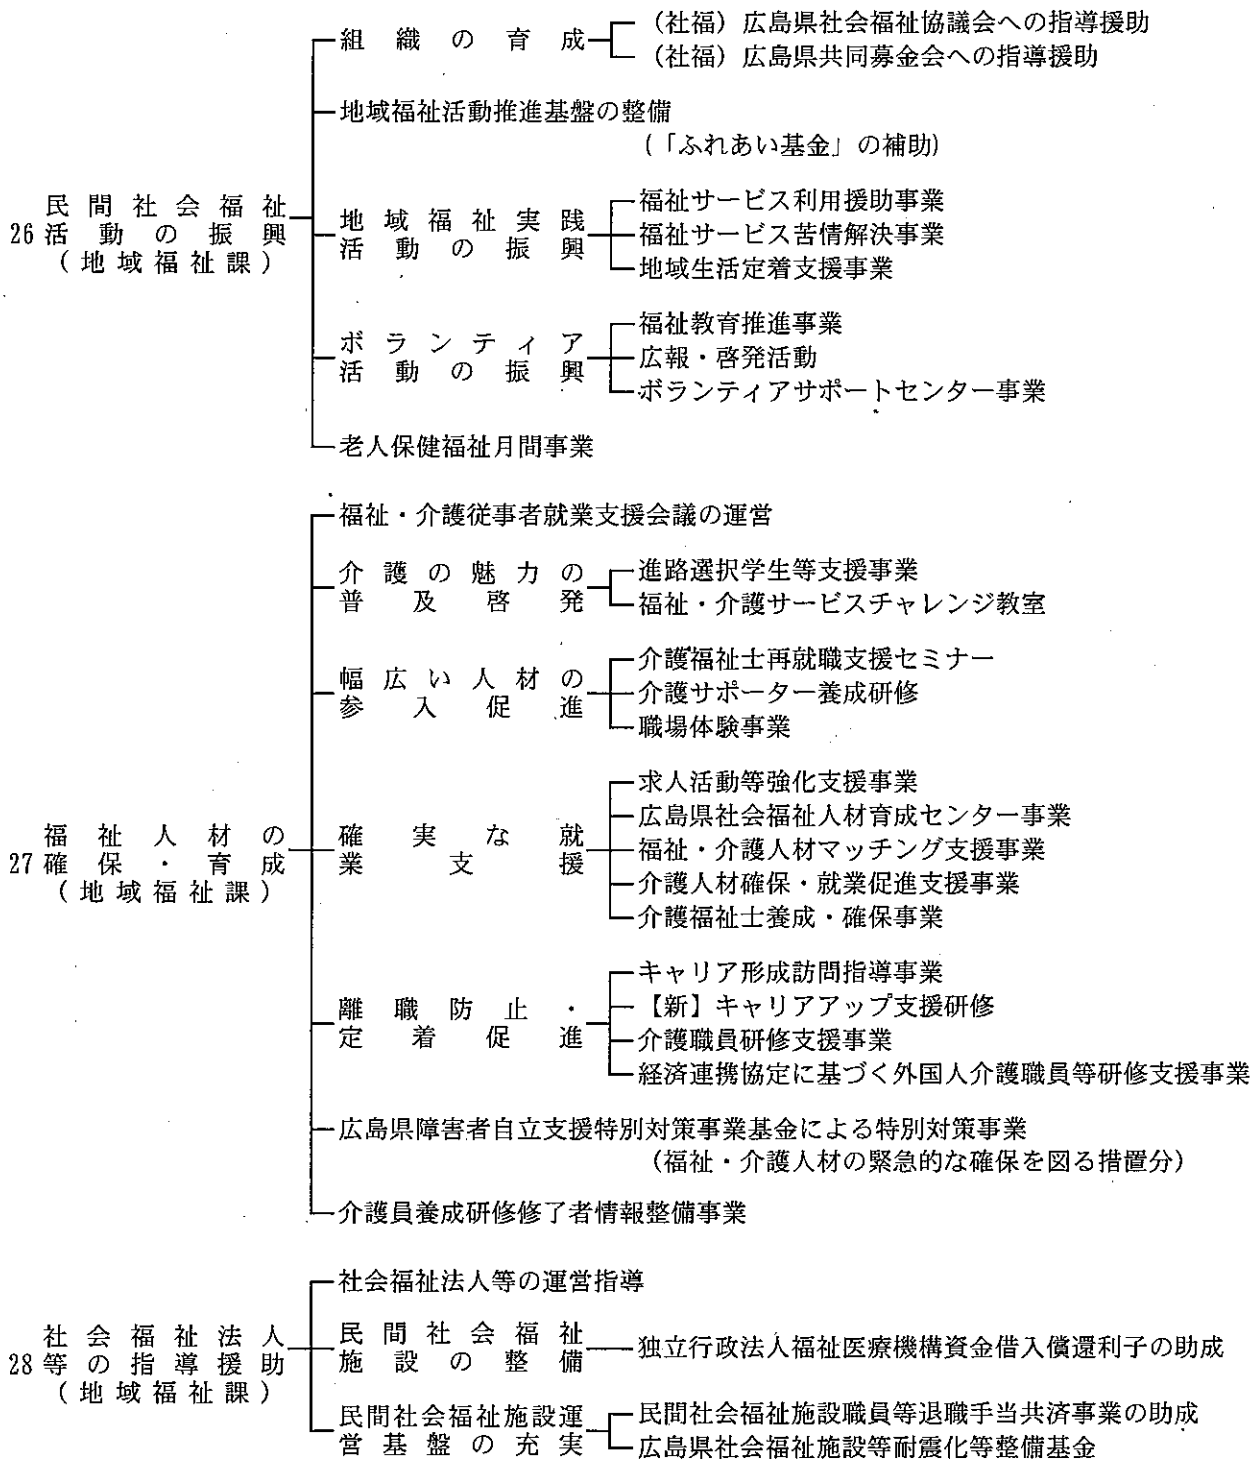 組織の育成
(社福) 広島県社会福祉協議会への指導援助
(社福) 広島県共同募金会への指導援助
地域福祉活動推進基盤の整備
(「ふれあい基金」の補助)
26 民間社会福祉
活動の振興
(地域福祉課)
地域福祉実践
活動の振興
福祉サービス利用援助事業
福祉サービス苦情解決事業
地域生活定着支援事業
ボランティア
活動の振興
福祉教育推進事業
広報・啓発活動
ボランティアサポートセンター事業
老人保健福祉月間事業
福祉・介護従事者就業支援会議の運営
介護の魅力の
普及啓発
進路選択学生等支援事業
福祉・介護サービスチャレンジ教室
幅広い人材の
参入促進
介護福祉士再就職支援セミナー
介護サポーター養成研修
職場体験事業
27 福祉人材の
確保・育成
(地域福祉課)
確実な就
業支援
求人活動等強化支援事業
広島県社会福祉人材育成センター事業
福祉・介護人材マッチング支援事業
介護人材確保・就業促進支援事業
介護福祉士養成・確保事業
離職防止・
定着促進
キャリア形成訪問指導事業
【新】キャリアアップ支援研修
介護職員研修支援事業
経済連携協定に基づく外国人介護職員等研修支援事業
広島県障害者自立支援特別対策事業基金による特別対策事業
(福祉・介護人材の緊急的な確保を図る措置分)
介護員養成研修修了者情報整備事業
28 社会福祉法人
等の指導援助
(地域福祉課)
社会福祉法人等の運営指導
民間社会福祉
施設の整備
独立行政法人福祉医療機構資金借入償還利子の助成
民間社会福祉施設運
営基盤の充実
民間社会福祉施設職員等退職手当共済事業の助成
広島県社会福祉施設等耐震化等整備基金